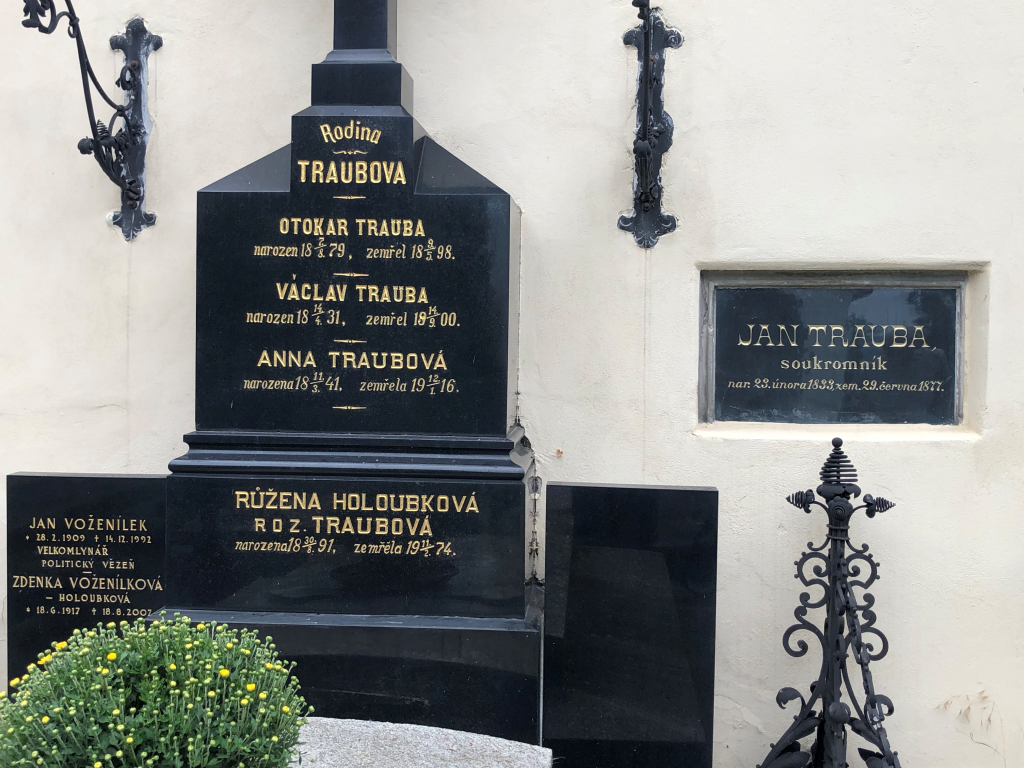 Rodina
TRAUBOVA
OTOKAR TRAUBA
narozen 18 2/8. 79, zemřel 18 9/5. 98.
VÁCLAV TRAUBA
narozen 18 14/4. 31, zemřel 19 14/9. 00.
ANNA TRAUBOVÁ
narozena 18 11/3. 41. zemřela 19 12/1. 16.
RŮŽENA HOLOUBKOVÁ
ROZ. TRAUBOVÁ
narozena 18 30/8. 91, zemřela 19 11/5. 74.
JAN VOŽENÍLEK
* 28.2.1909 † 14.12.1992
VELKOMLYNÁŘ
POLITICKÝ VĚZEŇ
–
ZDENKA VOŽENÍLKOVÁ
– HOLOUBKOVÁ
* 18.6.1917 † 18.8.2007
JAN TRAUBA,
soukromník
nar. 23. února 1833, zem. 29. června 1877.